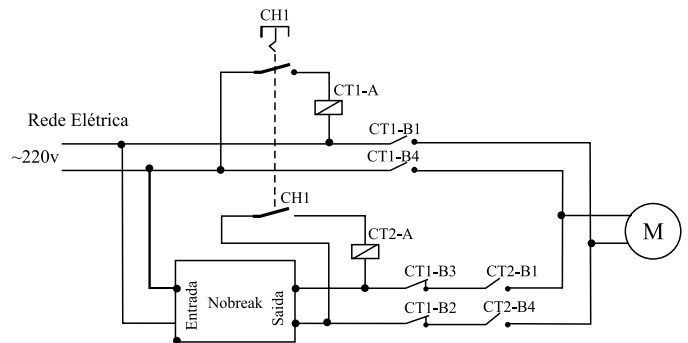 CH1
CT1-A
Rede Elétrica
CT1-B1
~220v
CT1-B4
CH1
CT2-A
M
CT1-B3
CT2-B1
Entrada
Nobreak
Saida
CT1-B2
CT2-B4